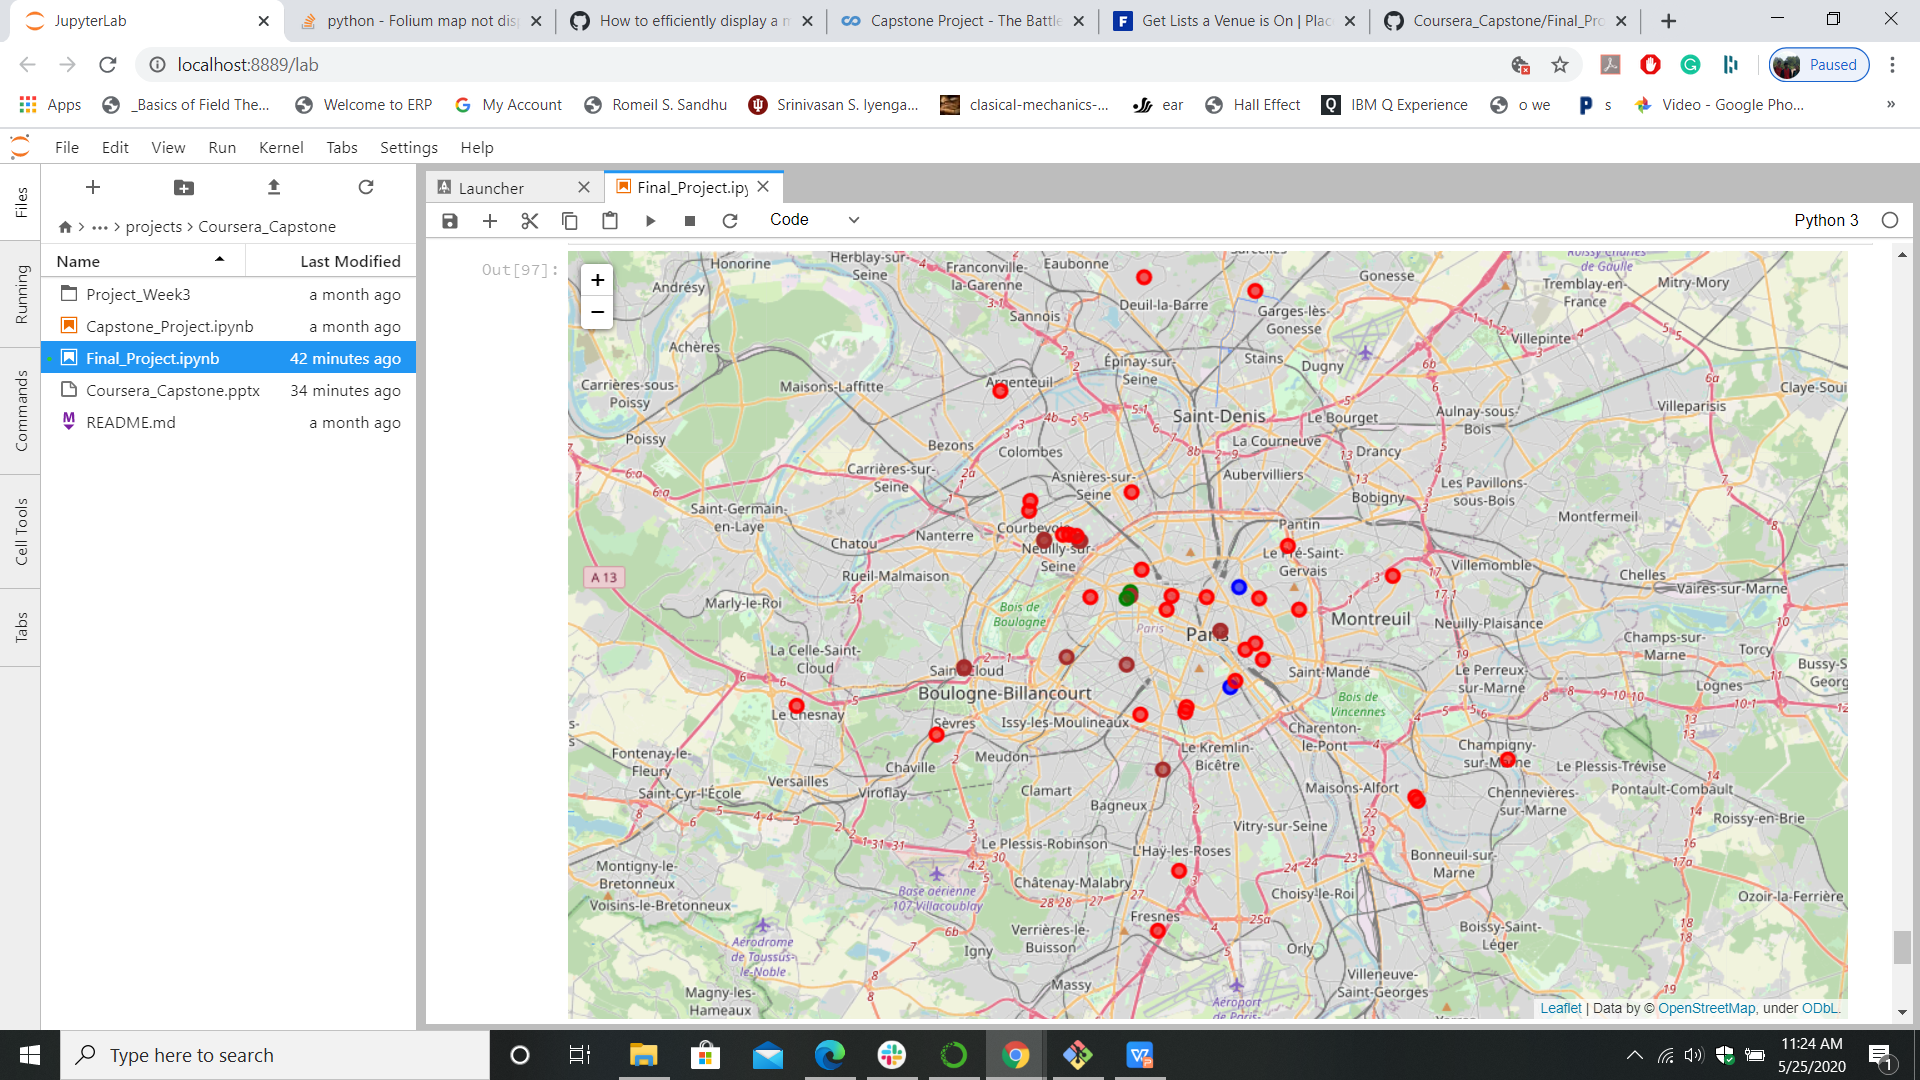 JupyterLab
python - Folium map not dis
How to efficiently display a m
Capstone Project - The Battle
Get Lists a Venue is On | Plac
Coursera_Capstone/Final_Pro
localhost:8889/lab
Paused
Apps
_Basics of Field The...
Welcome to ERP
My Account
Romeil S. Sandhu
Srinivasan S. Iyenga...
clasical-mechanics-...
ear
Hall Effect
IBM Q Experience
o we
s
Video - Google Pho...
»
File Edit View Run Kernel Tabs Settings Help
Files
Running
Commands
Cell Tools
Tabs
projects > Coursera_Capstone
Name Last Modified
Project_Week3 a month ago
Capstone_Project.ipynb a month ago
Final_Project.ipynb 42 minutes ago
Coursera_Capstone.pptx 34 minutes ago
README.md a month ago
Launcher
Final_Project.ipy
Code
Python 3
Out[97]:
+
−
Honorine
Herblay-sur-Seine
Franconville-la-Garenne
Eaubonne
Sarcelles
Gonesse
Roissy-Charles de Gaulle
Andrésy
Deuil-la-Barre
Tremblay-en-France
Mitry-Mory
Sannois
Garges-lès-Gonesse
Achères
Stains
Villepinte
Épinay-sur-Seine
Dugny
6b
Carrières-sous-Poissy
Maisons-Laffitte
Argenteuil
6a
Claye-Soui
Saint-Denis
Le Bourget
Aulnay-sous-Bois
Villeparisis
Poissy
Bezons
Colombes
La Courneuve
Drancy
Carrières-sur-Seine
Asnières-sur-Seine
Aubervilliers
Les Pavillons-sous-Bois
Bobigny
Saint-Germain-en-Laye
Courbevoie
Pantin
Montfermeil
Nanterre
Chatou
Neuilly-sur-Seine
Le Pré-Saint-Gervais
A 13
Rueil-Malmaison
Villemomble
Chelles
Vaires-sur-Marne
Marly-le-Roi
Bois de Boulogne
Paris
Paris
Montreuil
Neuilly-Plaisance
Champs-sur-Marne
Torcy
La Celle-Saint-Cloud
Saint-Cloud
Saint-Mandé
Le Perreux-sur-Marne
Bussy-S
Georg
Lognes
Boulogne-Billancourt
Bois de Vincennes
Le Chesnay
Sèvres
Issy-les-Moulineaux
Charenton-le-Pont
Fontenay-le-Fleury
Meudon
Le Kremlin-Bicêtre
Champigny-sur-Marne
Le Plessis-Trévise
Chaville
Versailles
Viroflay
Saint-Cyr-l'École
Clamart
Bagneux
Maisons-Alfort
Chennevières-sur-Marne
Pontault-Combault
Roissy-en-Brie
Vitry-sur-Seine
Le Plessis-Robinson
L'Haÿ-les-Roses
Bonneuil-sur-Marne
Montigny-le-Bretonneux
Base aérienne 107 Villacoublay
Châtenay-Malabry
Choisy-le-Roi
Ozoir-la-Ferrière
Voisins-le-Bretonneux
Fresnes
Verrières-le-Buisson
Boissy-Saint-Léger
Aérodrome de Toussus-le-Noble
Igny
Orly
Massy
Villeneuve-Saint-Georges
Magny-les-Hameaux
Aéroport de Paris-
Leaflet | Data by © OpenStreetMap, under ODbL.
Type here to search
11:24 AM
5/25/2020
1